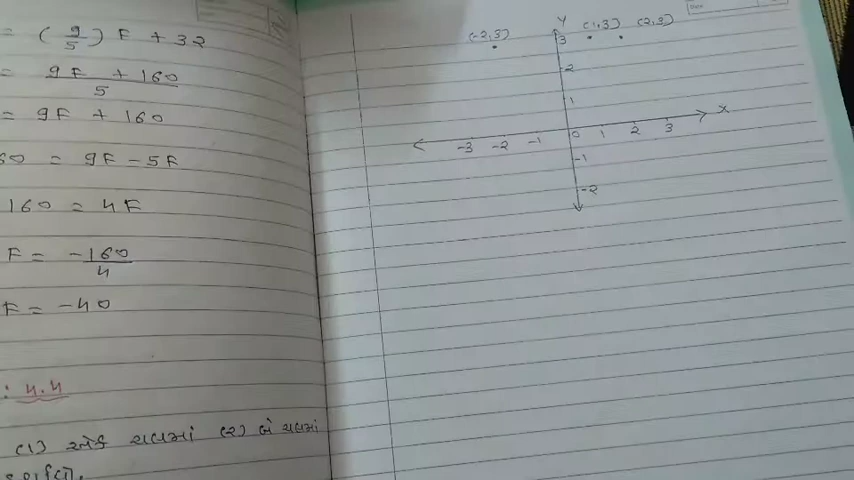 = (9/5) F + 32
= 9F + 160 / 5
= 9F + 160
60 = 9F - 5F
160 = 4F
F = -160/4
F = -40
: 4.4
(1) એક ચલમાં (2) બે ચલમાં
Y
(-2,3) (1,3) (2,3)
3
2
1
X
-3 -2 -1 0 1 2 3
-1
-2
Date